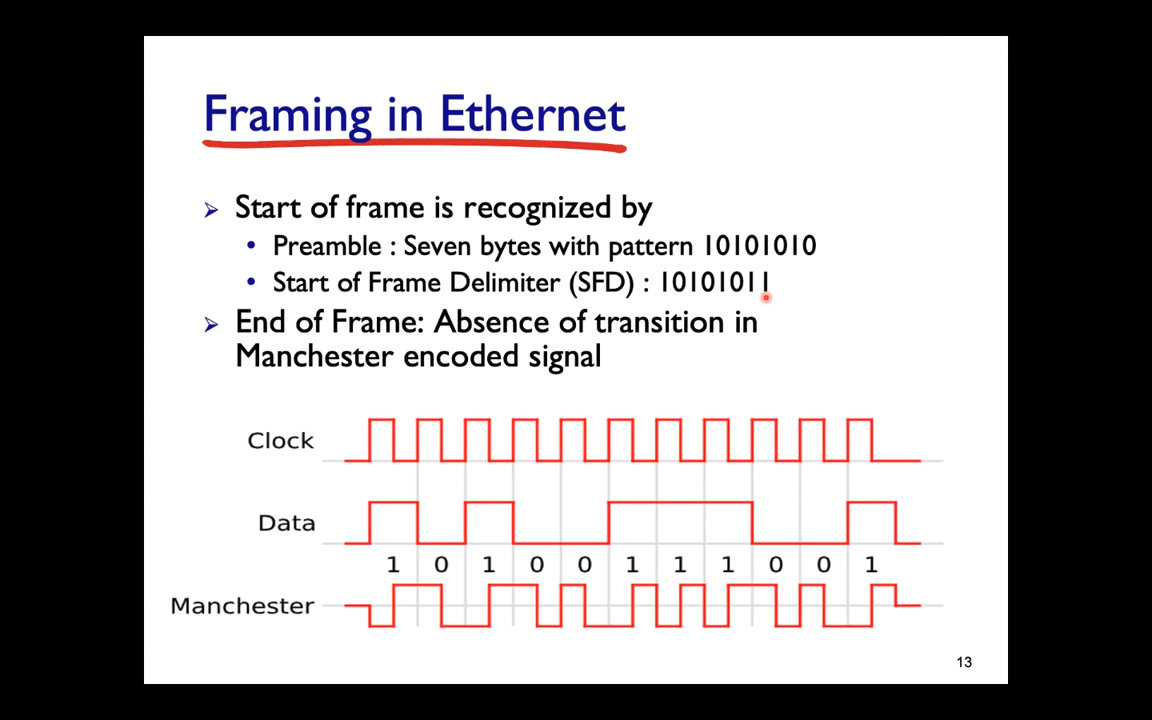 Framing in Ethernet
➢ Start of frame is recognized by
• Preamble : Seven bytes with pattern 10101010
• Start of Frame Delimiter (SFD) : 10101011
➢ End of Frame: Absence of transition in
Manchester encoded signal
Clock
Data
1 0 1 0 0 1 1 1 0 0 1
Manchester
13